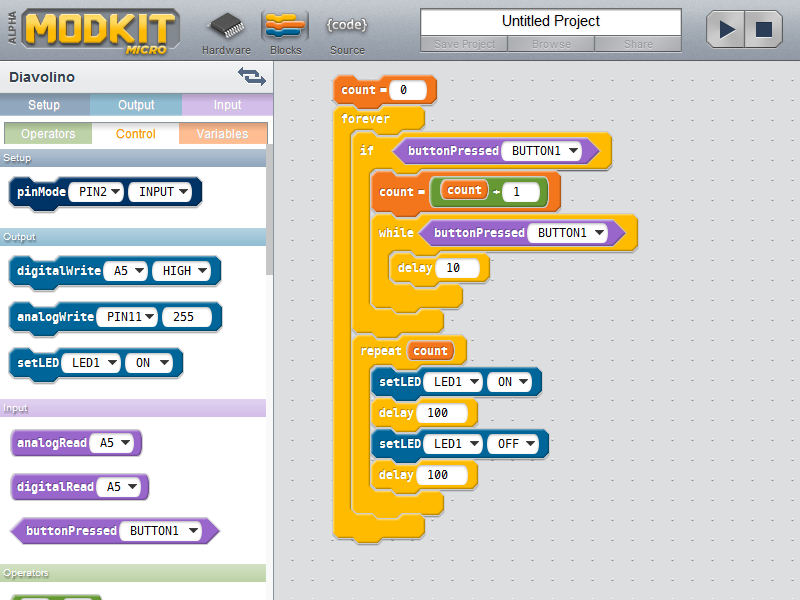 ALPHA
MODKIT
MICRO
Hardware
Blocks
{code}
Source
Untitled Project
Save Project Browse Share
Diavolino
Setup Output Input
Operators Control Variables
Setup
pinMode PIN2 INPUT
Output
digitalWrite A5 HIGH
analogWrite PIN11 255
setLED LED1 ON
Input
analogRead A5
digitalRead A5
buttonPressed BUTTON1
Operators
count = 0
forever
if buttonPressed BUTTON1
count = count + 1
while buttonPressed BUTTON1
delay 10
repeat count
setLED LED1 ON
delay 100
setLED LED1 OFF
delay 100